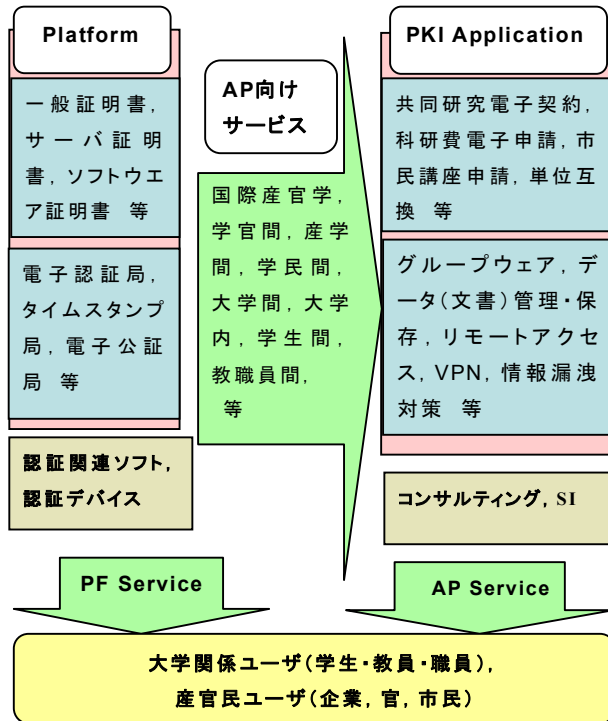 Platform
一般証明書,
サーバ証明
書, ソフトウエ
ア証明書 等
電子認証局,
タイムスタンプ
局, 電子公証
局 等
認証関連ソフト,
認証デバイス
AP向け
サービス
国際産官学,
学官間, 産学
間, 学民間,
大学間, 大学
内, 学生間,
教職員間,
等
PKI Application
共同研究電子契約,
科研費電子申請, 市
民講座申請, 単位互
換 等
グループウェア, デ
ータ(文書)管理・保
存, リモートアクセ
ス, VPN, 情報漏洩
対策 等
コンサルティング, SI
PF Service
AP Service
大学関係ユーザ(学生・教員・職員),
産官民ユーザ(企業, 官, 市民)